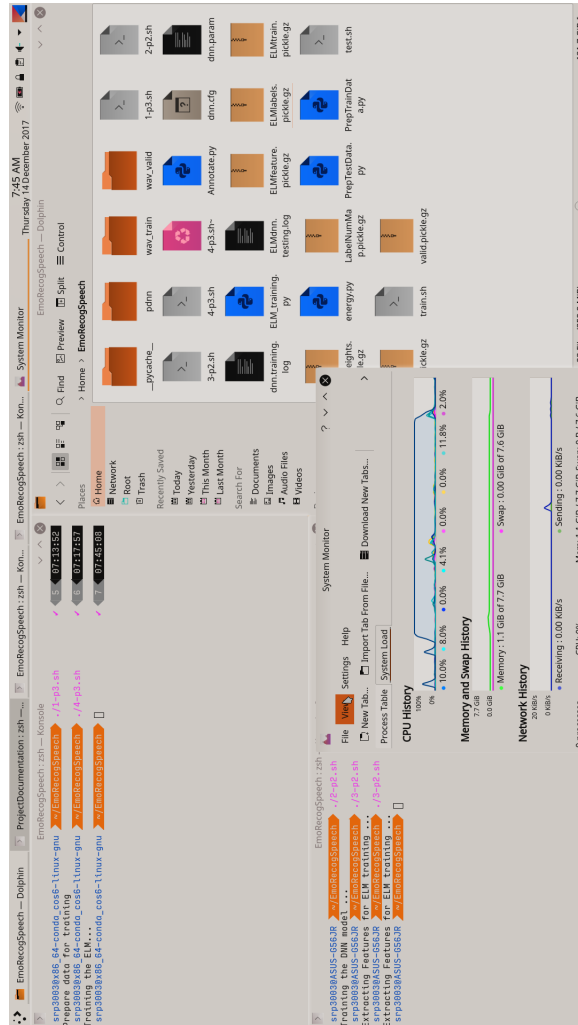 EmoRecogSpeech — Dolphin
ProjectDocumentation : zsh —...
EmoRecogSpeech : zsh — Kon...
EmoRecogSpeech : zsh — Kon...
System Monitor
7:45 AM
Thursday 14 December 2017
EmoRecogSpeech : zsh — Konsole
srp3003@x86_64-conda_cos6-linux-gnu ~/EmoRecogSpeech ./1-p3.sh ✓ 5 07:13:52
Prepare data for training
srp3003@x86_64-conda_cos6-linux-gnu ~/EmoRecogSpeech ./4-p3.sh ✓ 6 07:17:57
Training the ELM...
srp3003@x86_64-conda_cos6-linux-gnu ~/EmoRecogSpeech ✓ 7 07:45:08
EmoRecogSpeech — Dolphin
Find
Preview
Split
Control
Places
Home
Network
Root
Trash
Recently Saved
Today
Yesterday
This Month
Last Month
Search For
Documents
Images
Audio Files
Videos
> Home > EmoRecogSpeech
__pycache__
pdnn
wav_train
wav_valid
1-p3.sh
2-p2.sh
3-p2.sh
4-p3.sh
4-p3.sh~
Annotate.py
dnn.cfg
dnn.param
dnn.training.
log
ELM_training.
py
ELMdnn.
testing.log
ELMfeature.
pickle.gz
ELMlabels.
pickle.gz
ELMtrain.
pickle.gz
energy.py
LabelNumMa
p.pickle.gz
PrepTestData.
py
PrepTrainDat
a.py
test.sh
train.sh
valid.pickle.gz
EmoRecogSpeech : zsh
srp3003@ASUS-G56JR ~/EmoRecogSpeech ./2-p2.sh
Training the DNN model ...
srp3003@ASUS-G56JR ~/EmoRecogSpeech ./3-p2.sh
Extracting Features for ELM training ...
srp3003@ASUS-G56JR ~/EmoRecogSpeech ./3-p2.sh
Extracting Features for ELM training ...
srp3003@ASUS-G56JR ~/EmoRecogSpeech
System Monitor
File View Settings Help
New Tab... Import Tab From File... Download New Tabs...
Process Table System Load
CPU History
100%
0%
10.0% 8.0% 0.0% 4.1% 0.0% 0.0% 11.8% 2.0%
Memory and Swap History
7.7 GiB
0.0 GiB
Memory : 1.1 GiB of 7.7 GiB Swap : 0.00 GiB of 7.6 GiB
Network History
20 KiB/s
0 KiB/s
Receiving : 0.00 KiB/s Sending : 0.00 KiB/s